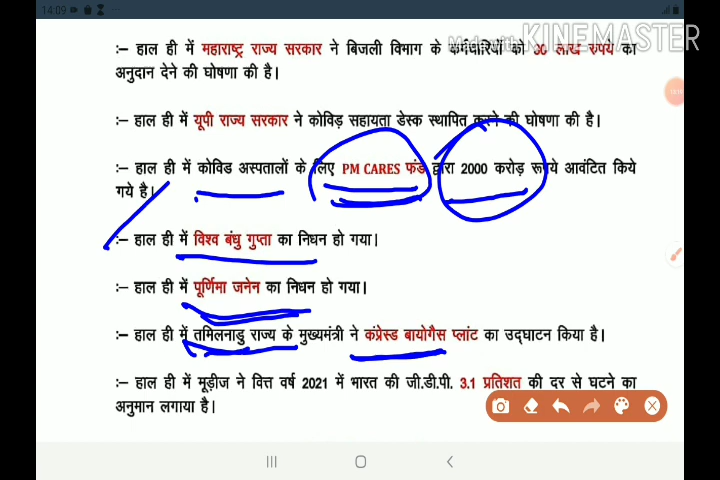 14:09
Made with KINEMASTER
:– हाल ही में महाराष्ट्र राज्य सरकार ने बिजली विभाग के कर्मचारियों को 30 लाख रुपये का
अनुदान देने की घोषणा की है।
:– हाल ही में यूपी राज्य सरकार ने कोविड़ सहायता डेस्क स्थापित करने की घोषणा की है।
:– हाल ही में कोविड अस्पतालों के लिए PM CARES फंड द्वारा 2000 करोड़ रूपये आवंटित किये
गये है।
:– हाल ही में विश्व बंधु गुप्ता का निधन हो गया।
:– हाल ही में पूर्णिमा जनेन का निधन हो गया।
:– हाल ही में तमिलनाडु राज्य के मुख्यमंत्री ने कंप्रेस्ड बायोगैस प्लांट का उद्घाटन किया है।
:– हाल ही में मूड़ीज ने वित्त वर्ष 2021 में भारत की जी.डी.पी. 3.1 प्रतिशत की दर से घटने का
अनुमान लगाया है।